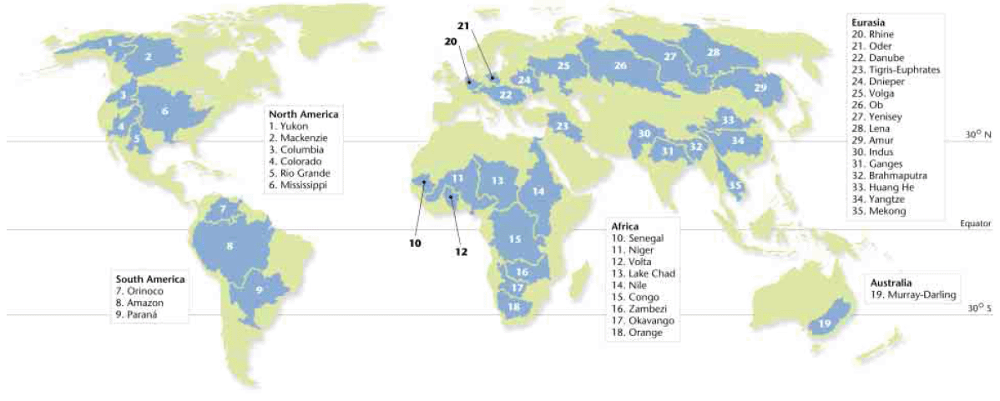 21
20
1
2
3
4
5
6
7
8
9
10
11
12
13
14
15
16
17
18
19
22
23
24
25
26
27
28
29
30
31
32
33
34
35
North America
1. Yukon
2. Mackenzie
3. Columbia
4. Colorado
5. Rio Grande
6. Mississippi
South America
7. Orinoco
8. Amazon
9. Paraná
Africa
10. Senegal
11. Niger
12. Volta
13. Lake Chad
14. Nile
15. Congo
16. Zambezi
17. Okavango
18. Orange
Eurasia
20. Rhine
21. Oder
22. Danube
23. Tigris-Euphrates
24. Dnieper
25. Volga
26. Ob
27. Yenisey
28. Lena
29. Amur
30. Indus
31. Ganges
32. Brahmaputra
33. Huang He
34. Yangtze
35. Mekong
Australia
19. Murray-Darling
30° N
Equator
30° S